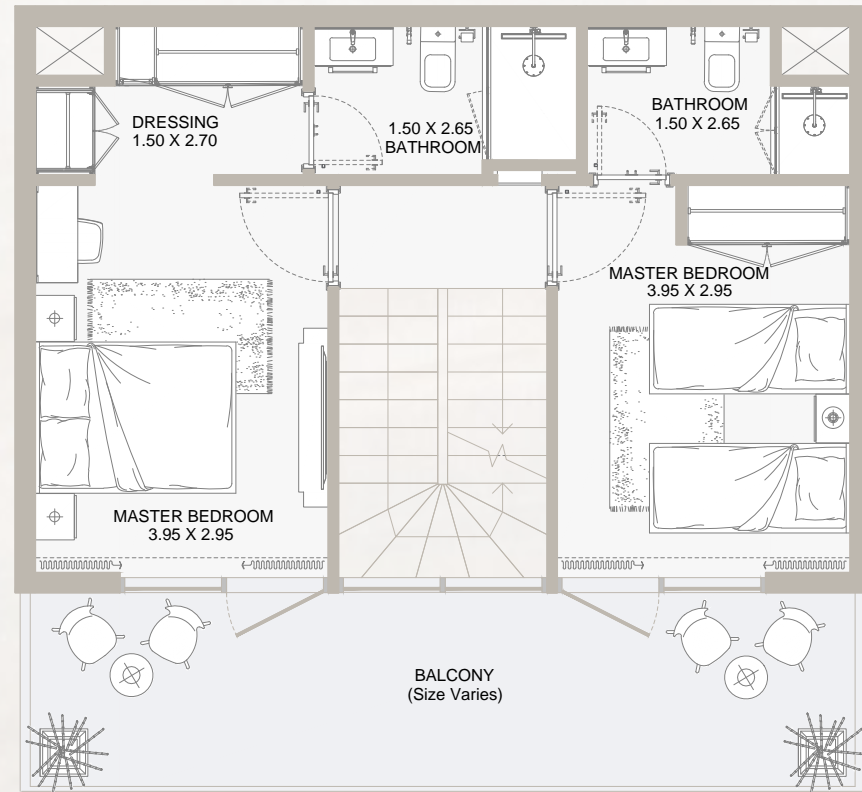 DRESSING
1.50 X 2.70
1.50 X 2.65
BATHROOM
BATHROOM
1.50 X 2.65
MASTER BEDROOM
3.95 X 2.95
MASTER BEDROOM
3.95 X 2.95
BALCONY
(Size Varies)